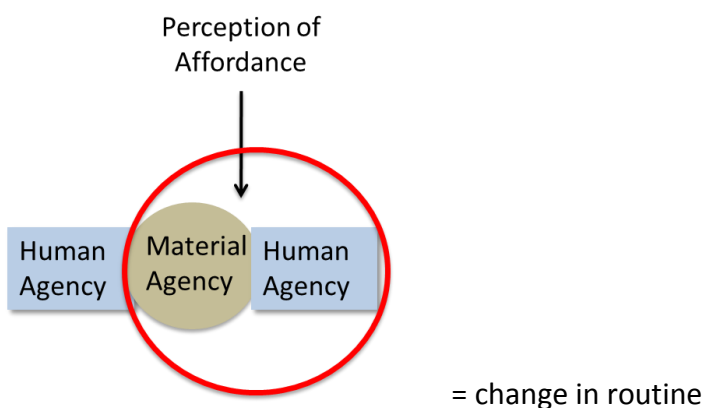 Perception of
Affordance
Human
Agency
Material
Agency
Human
Agency
= change in routine